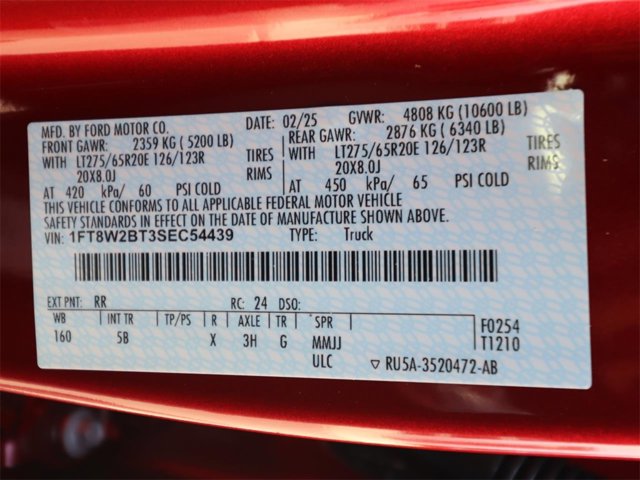 MFD. BY FORD MOTOR CO. DATE: 02/25 GVWR: 4808 KG (10600 LB)
FRONT GAWR: 2359 KG ( 5200 LB) REAR GAWR: 2876 KG ( 6340 LB)
WITH LT275/65R20E 126/123R TIRES WITH LT275/65R20E 126/123R TIRES
20X8.0J RIMS 20X8.0J RIMS
AT 420 kPa/ 60 PSI COLD AT 450 kPa/ 65 PSI COLD
THIS VEHICLE CONFORMS TO ALL APPLICABLE FEDERAL MOTOR VEHICLE
SAFETY STANDARDS IN EFFECT ON THE DATE OF MANUFACTURE SHOWN ABOVE.
VIN: 1FT8W2BT3SEC54439 TYPE: Truck
EXT PNT: RR RC: 24 DSO:
WB INT TR TP/PS R AXLE TR SPR F0254
160 5B X 3H G MMJJ T1210
ULC ▽ RU5A-3520472-AB